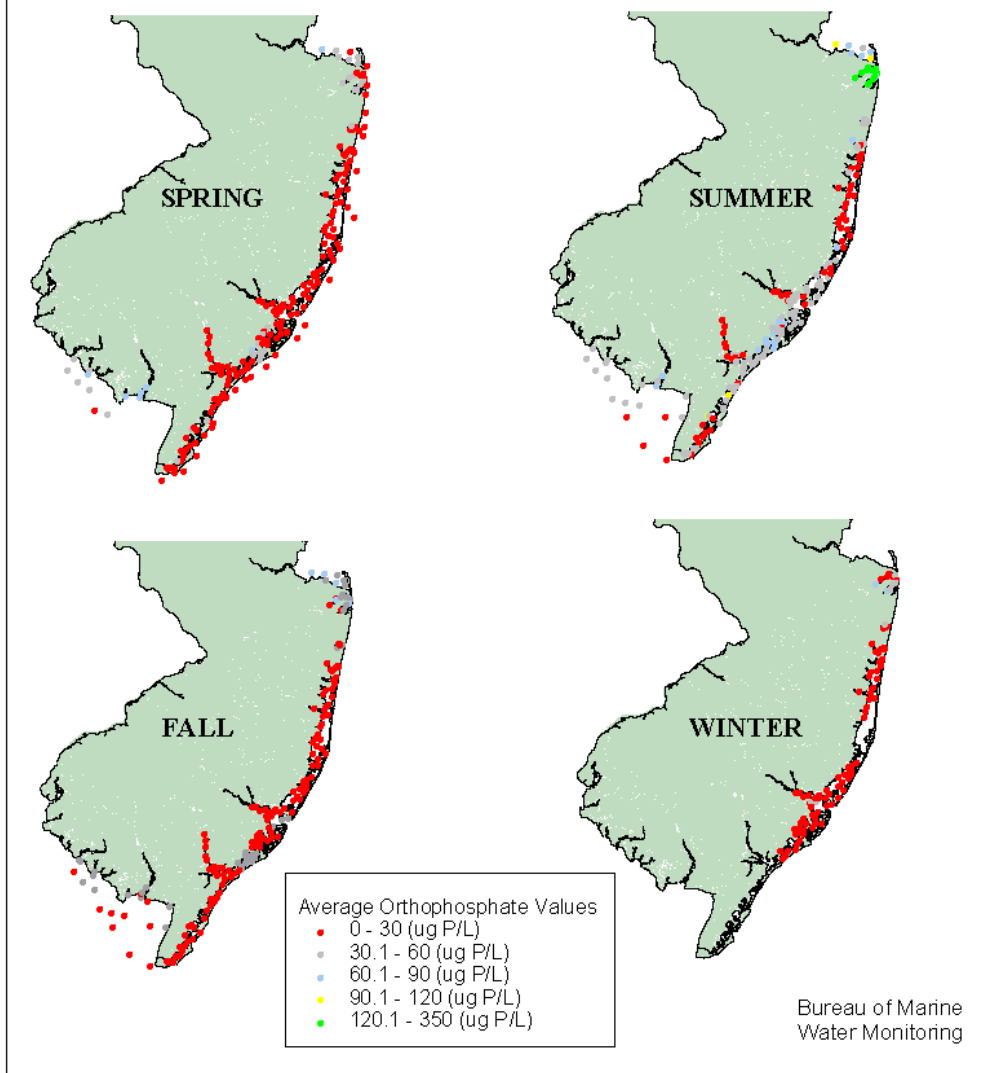 SPRING
SUMMER
FALL
WINTER
Average Orthophosphate Values
0 - 30 (ug P/L)
30.1 - 60 (ug P/L)
60.1 - 90 (ug P/L)
90.1 - 120 (ug P/L)
120.1 - 350 (ug P/L)
Bureau of Marine
Water Monitoring